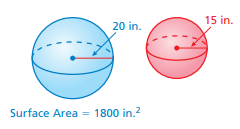 20 in.
15 in.
Surface Area = 1800 in.²